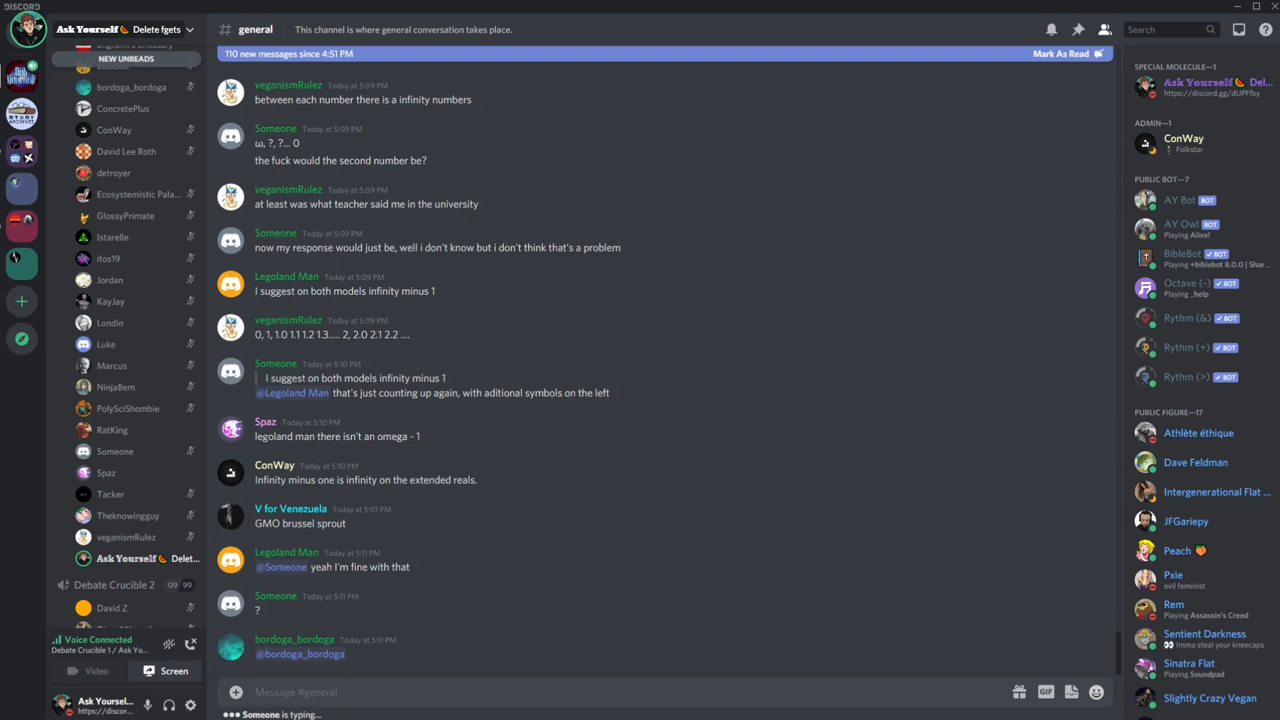 DISCORD
Ask Yourself🍉 Delete fgets
NEW UNREADS
bordoga_bordoga
ConcretePlus
ConWay
David Lee Roth
detroyer
Ecosystemistic Pala...
GlossyPrimate
Istarelle
itos19
Jordan
KayJay
Londin
Luke
Marcus
NinjaBem
PolySciShombie
RatKing
Someone
Spaz
Tacker
Theknowingguy
veganismRulez
Ask Yourself🍉 Delet...
Debate Crucible 2 09 99
David Z
Voice Connected
Debate Crucible 1 / Ask Yo...
Video Screen
Ask Yoursel...
https://discor...
# general This channel is where general conversation takes place.
110 new messages since 4:51 PM Mark As Read
veganismRulez Today at 5:09 PM
between each number there is a infinity numbers
Someone Today at 5:09 PM
ω, ?, ?... 0
the fuck would the second number be?
veganismRulez Today at 5:09 PM
at least was what teacher said me in the university
Someone Today at 5:09 PM
now my response would just be, well i don't know but i don't think that's a problem
Legoland Man Today at 5:09 PM
I suggest on both models infinity minus 1
veganismRulez Today at 5:09 PM
0, 1, 1.0 1.1 1.2 1.3..... 2, 2.0 2.1 2.2 ....
Someone Today at 5:10 PM
I suggest on both models infinity minus 1
@Legoland Man that's just counting up again, with aditional symbols on the left
Spaz Today at 5:10 PM
legoland man there isn't an omega - 1
ConWay Today at 5:10 PM
Infinity minus one is infinity on the extended reals.
V for Venezuela Today at 5:10 PM
GMO brussel sprout
Legoland Man Today at 5:11 PM
@Someone yeah I'm fine with that
Someone Today at 5:11 PM
?
bordoga_bordoga Today at 5:11 PM
@bordoga_bordoga
Message #general
GIF
Someone is typing...
Search
SPECIAL MOLECULE—1
Ask Yourself🍉 Del...
https://discord.gg/dUPFfby
ADMIN—1
ConWay
Folkstar
PUBLIC BOT—7
AY Bot BOT
AY Owl BOT
Playing Alive!
BibleBot ✓BOT
Playing +biblebot 8.0.0 | Shar...
Octave (-) ✓BOT
Playing _help
Rythm (&) ✓BOT
Rythm (+) ✓BOT
Rythm (>) ✓BOT
PUBLIC FIGURE—17
Athlète éthique
Dave Feldman
Intergenerational Flat ...
JFGariepy
Peach 🍑
Pxie
evil feminist
Rem
Playing Assassin's Creed
Sentient Darkness
👀 Imma steal your kneecaps
Sinatra Flat
Playing Soundpad
Slightly Crazy Vegan